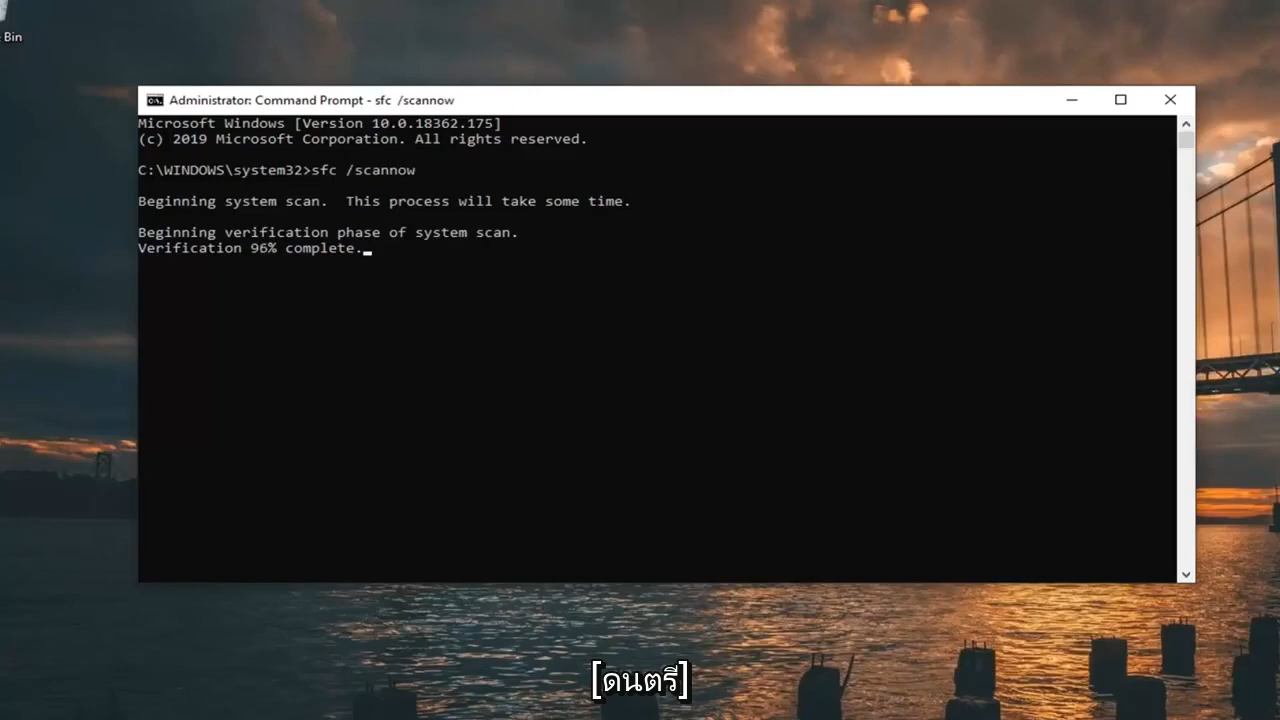 Bin
Administrator: Command Prompt - sfc /scannow
Microsoft Windows [Version 10.0.18362.175]
(c) 2019 Microsoft Corporation. All rights reserved.
C:\WINDOWS\system32>sfc /scannow
Beginning system scan.  This process will take some time.
Beginning verification phase of system scan.
Verification 96% complete.
[ดนตรี]